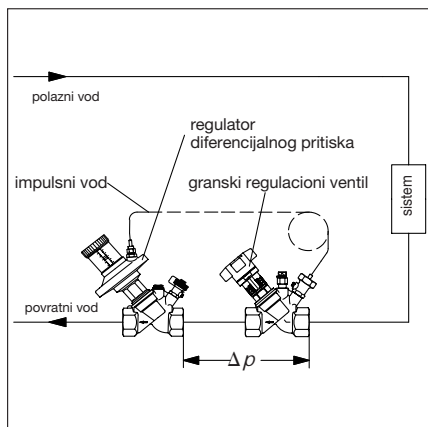 polazni vod
regulator
diferencijalnog pritiska
impulsni vod
granski regulacioni ventil
sistem
povratni vod
Δp